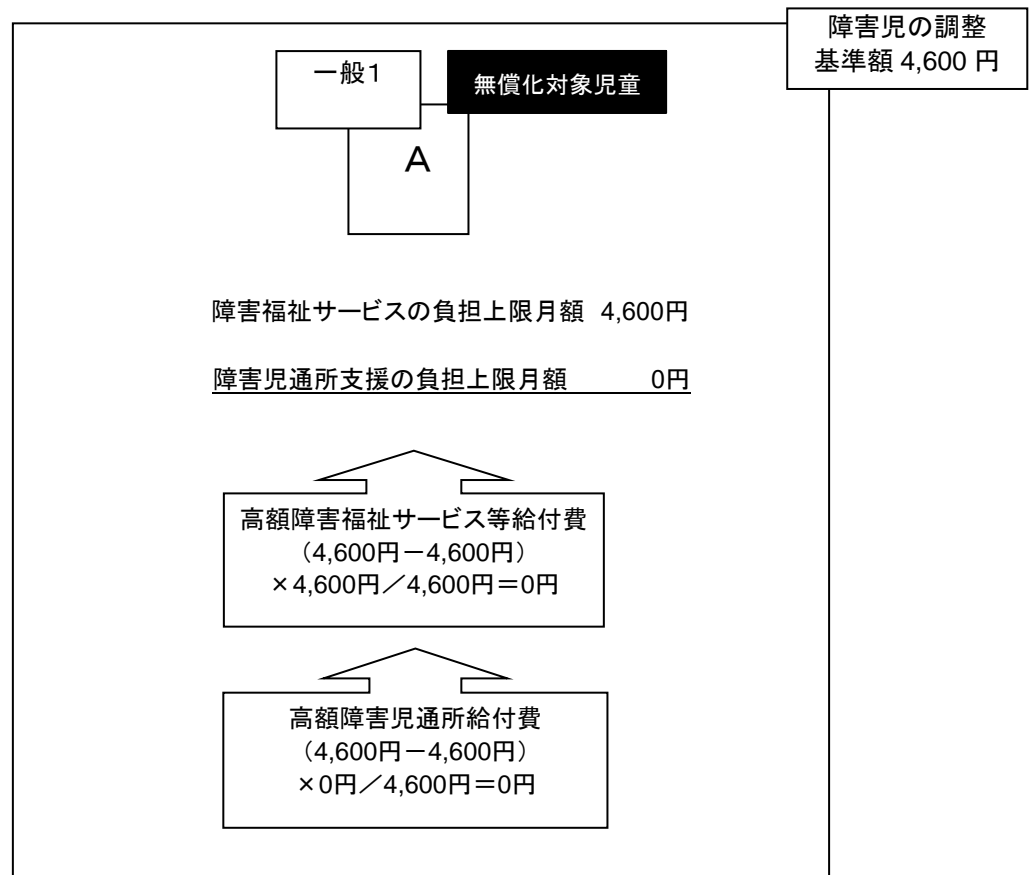 障害児の調整
基準額 4,600 円
一般1
無償化対象児童
A
障害福祉サービスの負担上限月額 4,600円
障害児通所支援の負担上限月額 0円
高額障害福祉サービス等給付費
（4,600円－4,600円）
×4,600円／4,600円＝0円
高額障害児通所給付費
（4,600円－4,600円）
×0円／4,600円＝0円